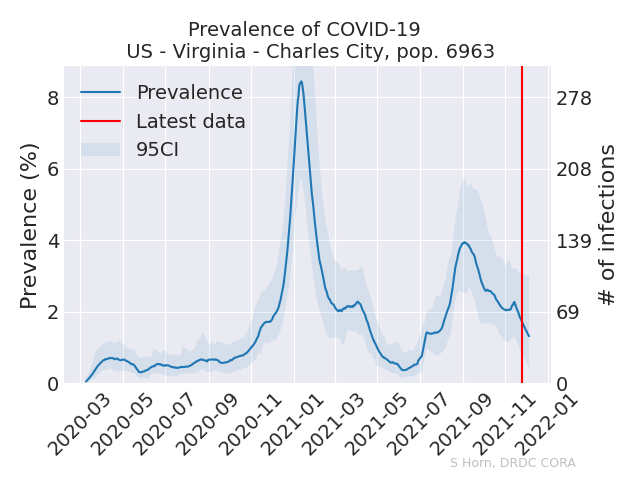 Prevalence of COVID-19
US - Virginia - Charles City, pop. 6963
Prevalence
Latest data
95CI
Prevalence (%)
8
6
4
2
0
278
208
139
69
0
# of infections
2020-03
2020-05
2020-07
2020-09
2020-11
2021-01
2021-03
2021-05
2021-07
2021-09
2021-11
2022-01
S Horn, DRDC CORA